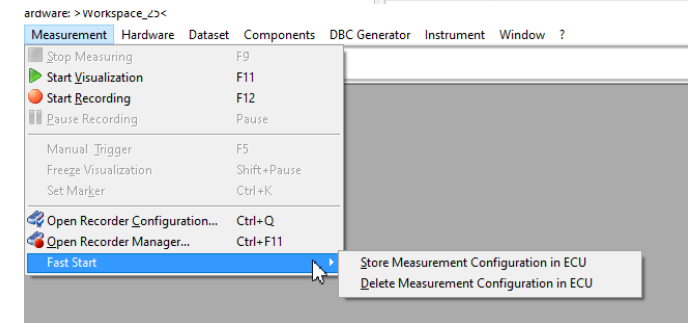 ardware: > Workspace_25<
Measurement Hardware Dataset Components DBC Generator Instrument Window ?
Stop Measuring F9
Start Visualization F11
Start Recording F12
Pause Recording Pause
Manual Trigger F5
Freeze Visualization Shift+Pause
Set Marker Ctrl+K
Open Recorder Configuration... Ctrl+Q
Open Recorder Manager... Ctrl+F11
Fast Start
Store Measurement Configuration in ECU
Delete Measurement Configuration in ECU